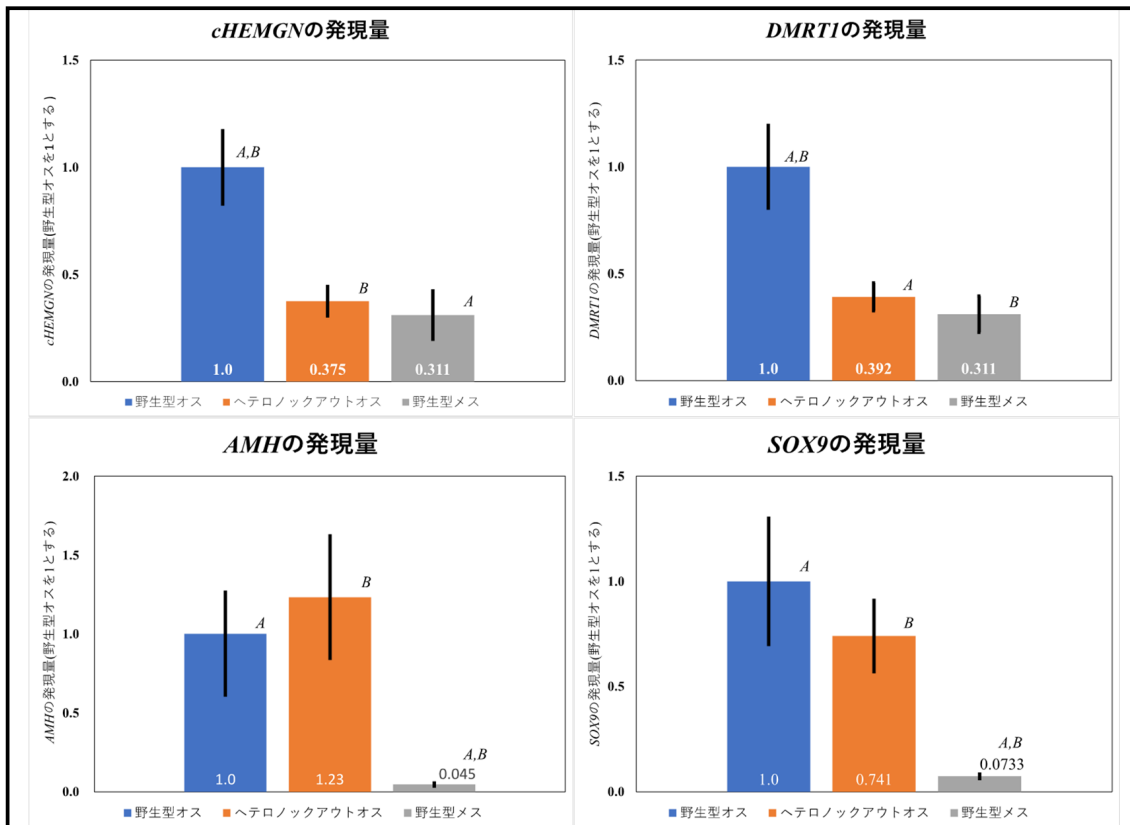 cHEMGNの発現量
cHEMGNの発現量(野生型オスを1とする)
1.5
1.0
0.5
0.0
A,B
B
A
1.0
0.375
0.311
野生型オス
ヘテロノックアウトオス
野生型メス
DMRT1の発現量
DMRT1の発現量(野生型オスを1とする)
1.5
1.0
0.5
0.0
A,B
A
B
1.0
0.392
0.311
野生型オス
ヘテロノックアウトオス
野生型メス
AMHの発現量
AMHの発現量(野生型オスを1とする)
2.0
1.5
1.0
0.5
0.0
A
B
A,B
1.0
1.23
0.045
野生型オス
ヘテロノックアウトオス
野生型メス
SOX9の発現量
SOX9の発現量(野生型オスを1とする)
1.5
1.0
0.5
0.0
A
B
A,B
1.0
0.741
0.0733
野生型オス
ヘテロノックアウトオス
野生型メス